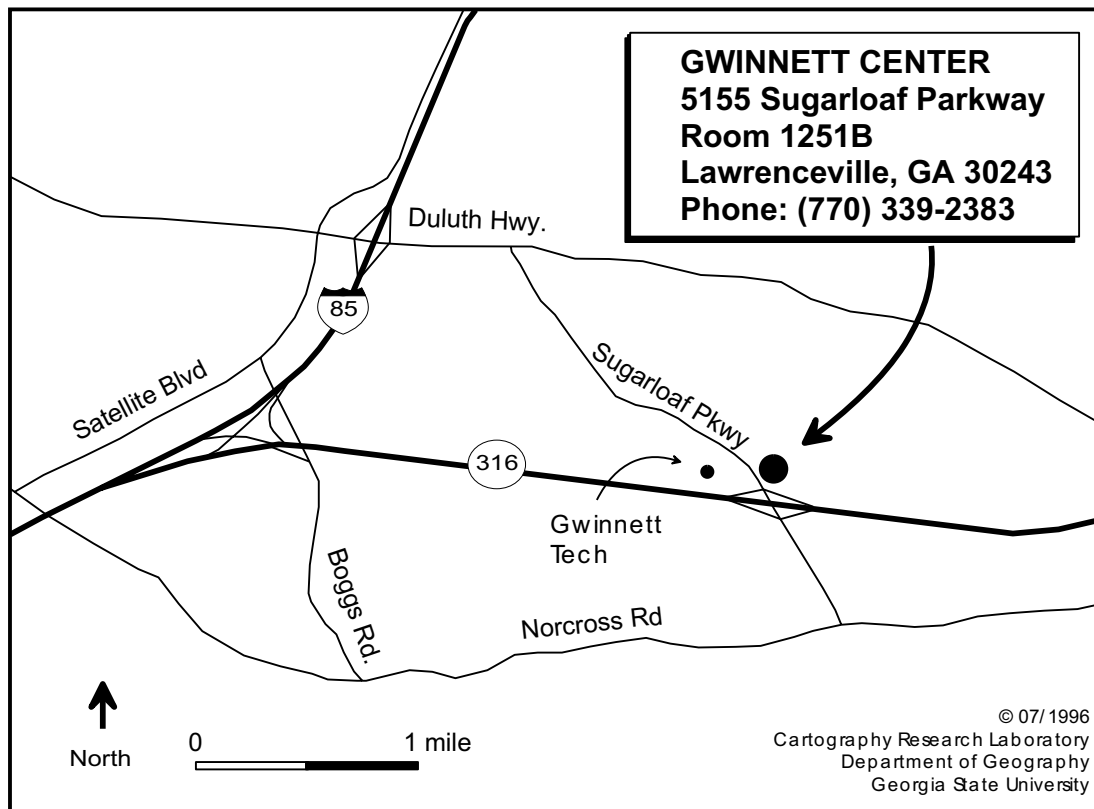 GWINNETT CENTER
5155 Sugarloaf Parkway
Room 1251B
Lawrenceville, GA 30243
Phone: (770) 339-2383
Duluth Hwy.
85
Satellite Blvd
Sugarloaf Pkwy
316
Gwinnett
Tech
Boggs Rd.
Norcross Rd
North
0 1 mile
© 07/1996
Cartography Research Laboratory
Department of Geography
Georgia State University